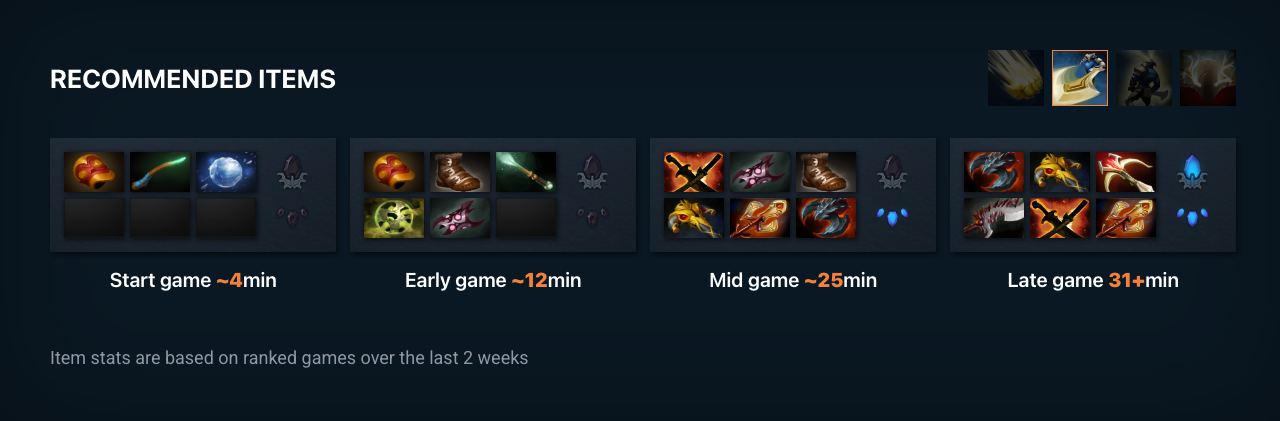 RECOMMENDED ITEMS
Start game ~4min
Early game ~12min
Mid game ~25min
Late game 31+min
Item stats are based on ranked games over the last 2 weeks